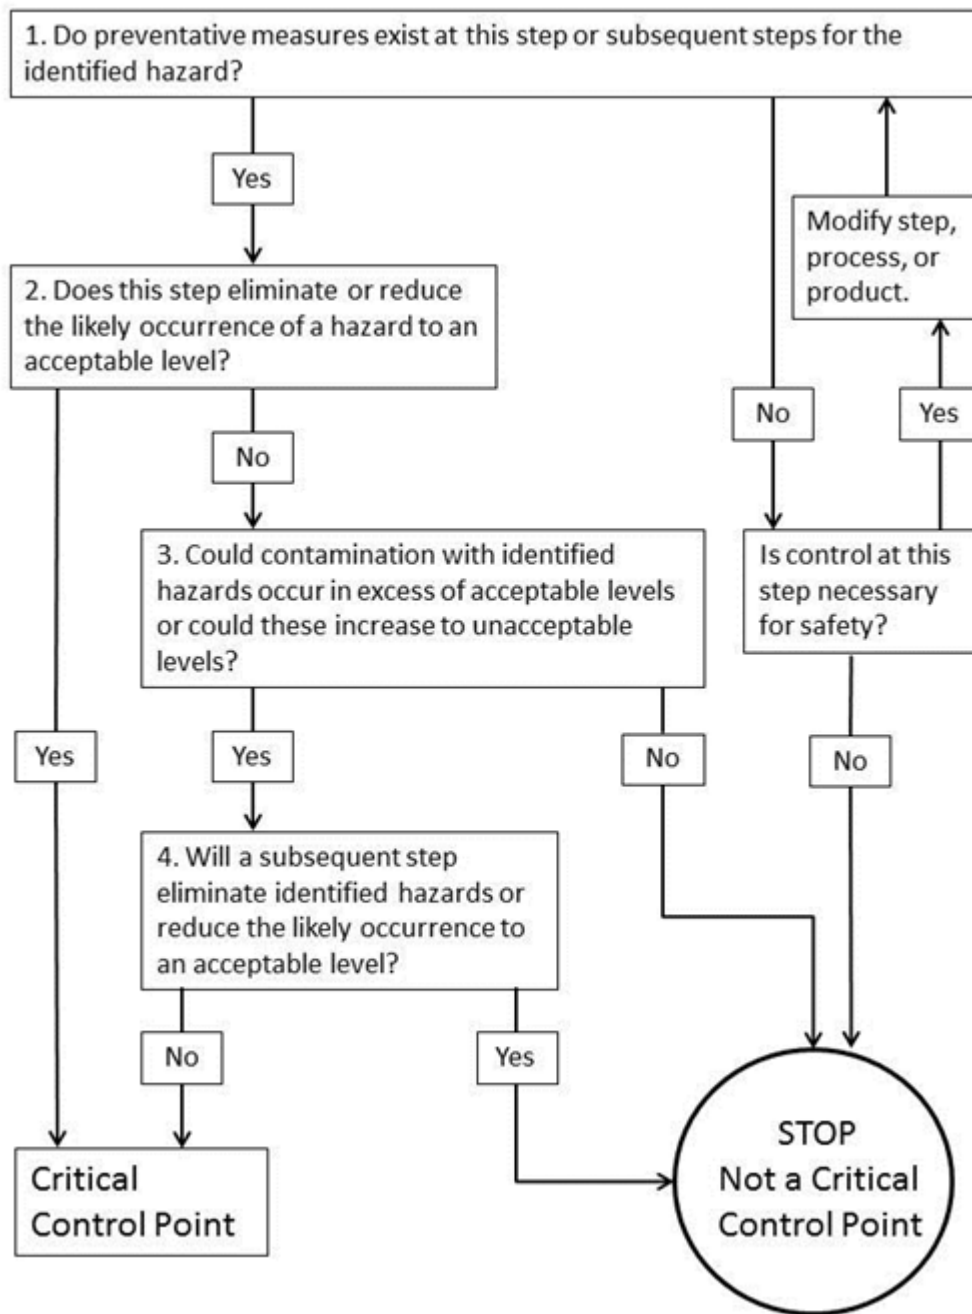 1. Do preventative measures exist at this step or subsequent steps for the
identified hazard?
Yes
Modify step,
process, or
product.
2. Does this step eliminate or reduce
the likely occurrence of a hazard to an
acceptable level?
No
Yes
No
3. Could contamination with identified
hazards occur in excess of acceptable levels
or could these increase to unacceptable
levels?
Is control at this
step necessary
for safety?
Yes
Yes
No
No
4. Will a subsequent step
eliminate identified hazards or
reduce the likely occurrence to
an acceptable level?
No
Yes
Critical
Control Point
STOP
Not a Critical
Control Point